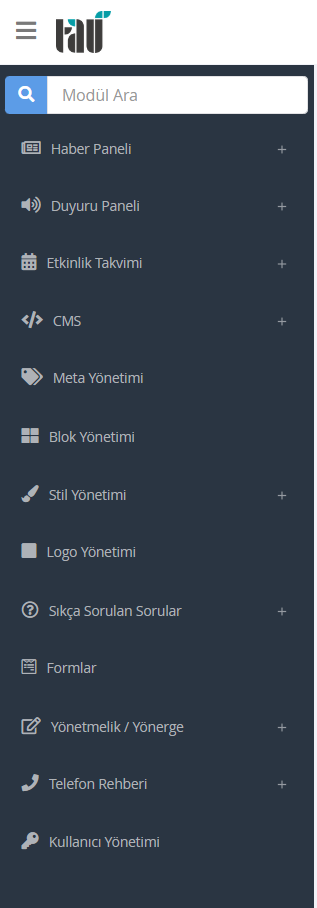 taü
Modül Ara
Haber Paneli +
Duyuru Paneli +
Etkinlik Takvimi +
CMS +
Meta Yönetimi
Blok Yönetimi
Stil Yönetimi +
Logo Yönetimi
Sıkça Sorulan Sorular +
Formlar
Yönetmelik / Yönerge +
Telefon Rehberi +
Kullanıcı Yönetimi